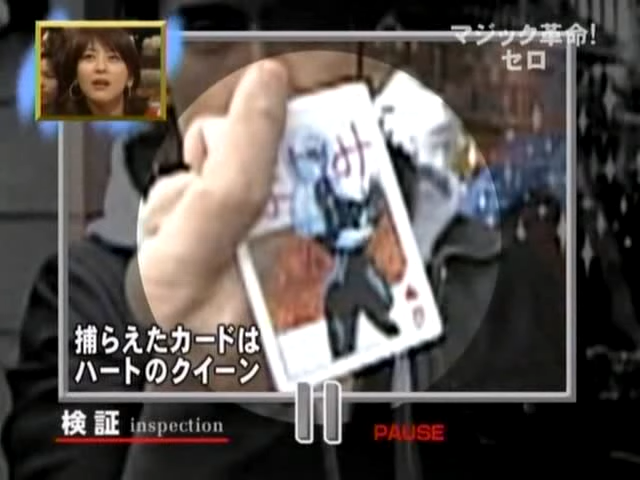 マジック革命!
セロ
み
捕らえたカードは
ハートのクイーン
検証 inspection
PAUSE